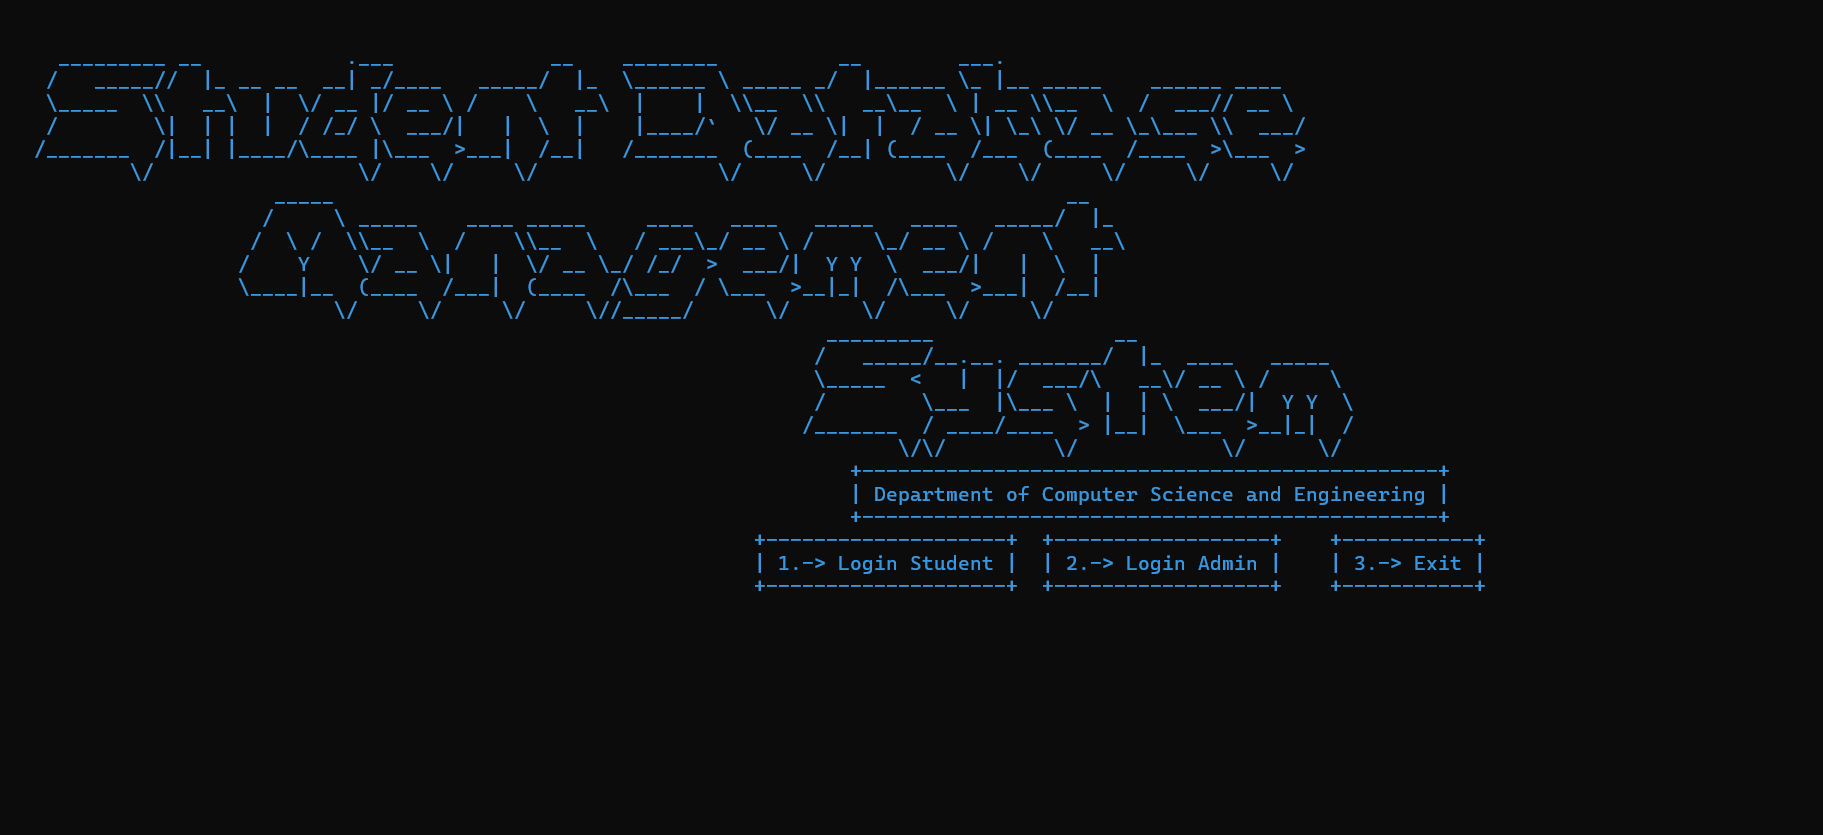 Student Database
Management
System
Department of Computer Science and Engineering
1.-> Login Student
2.-> Login Admin
3.-> Exit